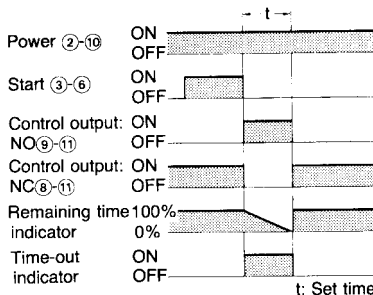 t
Power ②-⑩ ON
OFF
Start ③-⑥ ON
OFF
Control output: ON
NO⑨-⑪ OFF
Control output: ON
NC⑧-⑪ OFF
Remaining time 100%
indicator 0%
Time-out ON
indicator OFF
t: Set time